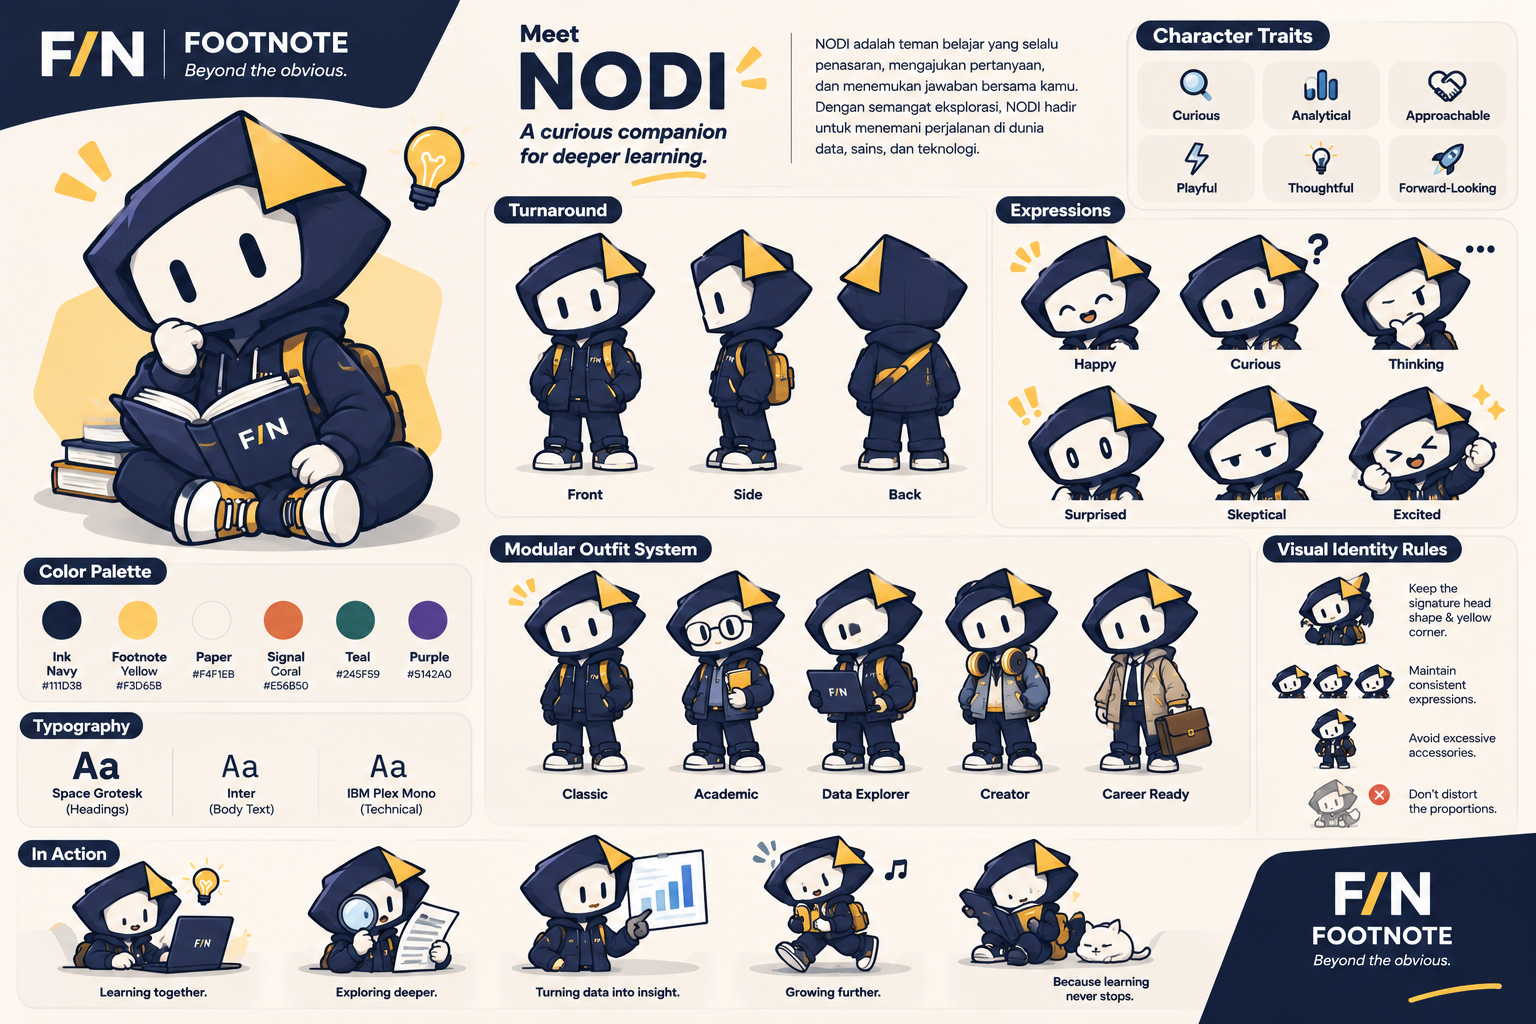 F/N
FOOTNOTE
Beyond the obvious.
Meet
NODI
A curious companion
for deeper learning.
NODI adalah teman belajar yang selalu
penasaran, mengajukan pertanyaan,
dan menemukan jawaban bersama kamu.
Dengan semangat eksplorasi, NODI hadir
untuk menemani perjalanan di dunia
data, sains, dan teknologi.
Character Traits
Curious
Analytical
Approachable
Playful
Thoughtful
Forward-Looking
F/N
Turnaround
Front
Side
Back
Expressions
?
Happy
Curious
Thinking
Surprised
Skeptical
Excited
Color Palette
Ink
Navy
#111D38
Footnote
Yellow
#F3D65B
Paper
#F4F1EB
Signal
Coral
#E56B50
Teal
#245F59
Purple
#5142A0
Typography
Aa
Space Grotesk
(Headings)
Aa
Inter
(Body Text)
Aa
IBM Plex Mono
(Technical)
Modular Outfit System
F/N
Classic
Academic
Data Explorer
Creator
Career Ready
Visual Identity Rules
Keep the
signature head
shape & yellow
corner.
Maintain
consistent
expressions.
Avoid excessive
accessories.
Don't distort
the proportions.
In Action
F/N
Learning together.
Exploring deeper.
Turning data into insight.
Growing further.
Because learning
never stops.
F/N
FOOTNOTE
Beyond the obvious.